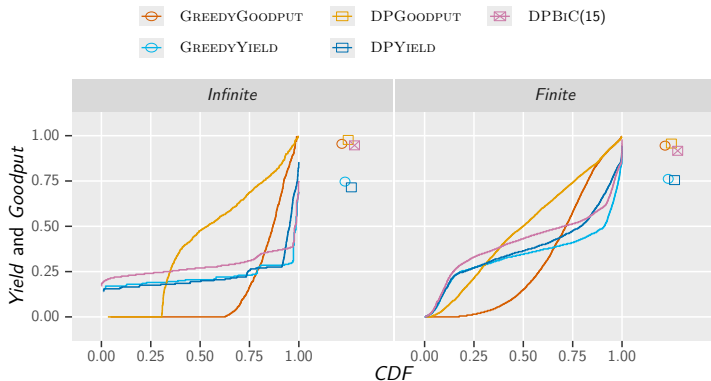 GREEDYGOODPUT DPGOODPUT DPBIC(15)
GREEDYYIELD DPYIELD
Infinite Finite
Yield and Goodput
1.00
0.75
0.50
0.25
0.00
0.00 0.25 0.50 0.75 1.00 0.00 0.25 0.50 0.75 1.00
CDF